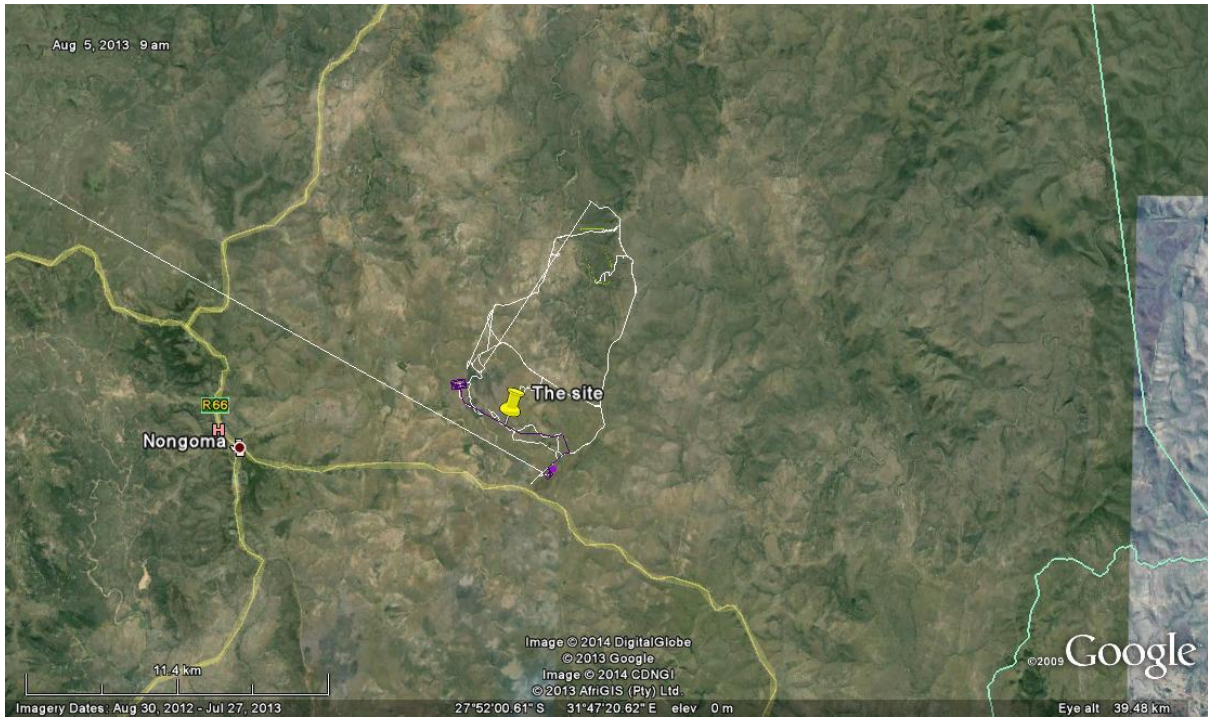 Aug 5, 2013 9 am
The site
R66
H
Nongoma
Image © 2014 DigitalGlobe
© 2013 Google
Image © 2014 CDNGI
© 2013 AfriGIS (Pty) Ltd.
©2009 Google
11.4 km
Imagery Dates: Aug 30, 2012 - Jul 27, 2013 27°52'00.61" S 31°47'20.62" E elev 0 m Eye alt 39.48 km